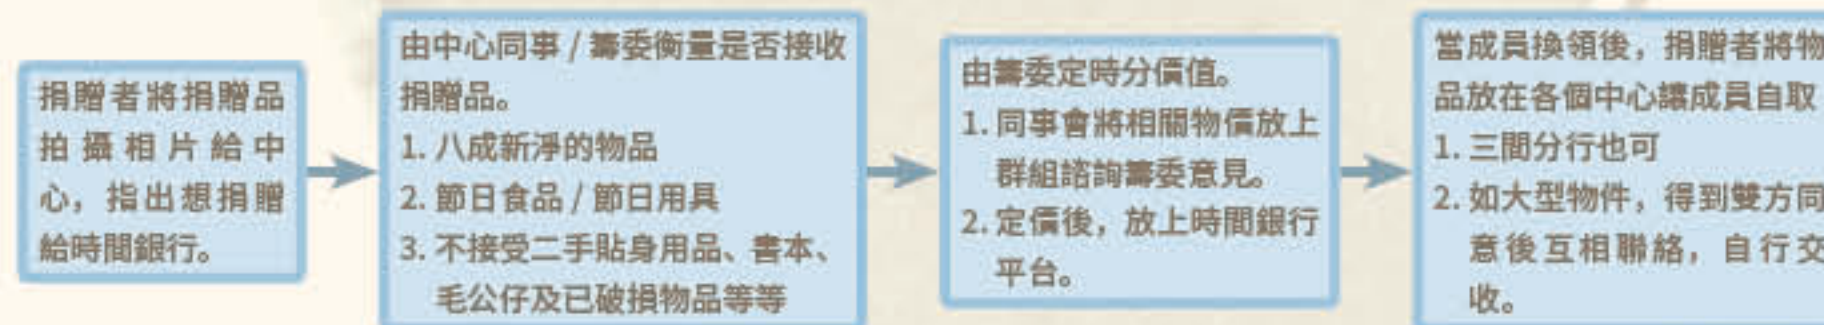 捐贈者將捐贈品
拍攝相片給中
心，指出想捐贈
給時間銀行。
由中心同事 / 籌委衡量是否接收
捐贈品。
1. 八成新淨的物品
2. 節日食品 / 節日用具
3. 不接受二手貼身用品、書本、
毛公仔及已破損物品等等
由籌委定時分價值。
1. 同事會將相關物價放上
群組諮詢籌委意見。
2. 定價後，放上時間銀行
平台。
當成員換領後，捐贈者將物
品放在各個中心讓成員自取
1. 三間分行也可
2. 如大型物件，得到雙方同
意後互相聯絡，自行交
收。